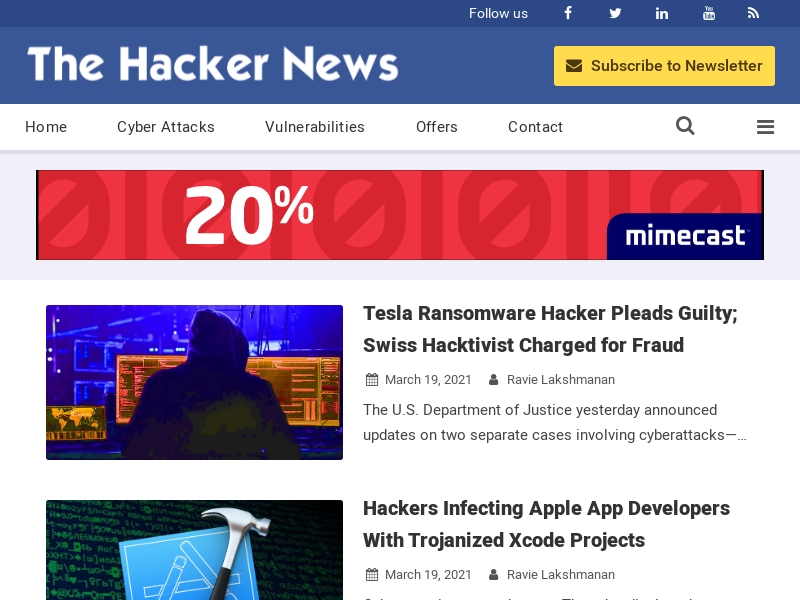 Follow us
The Hacker News
Subscribe to Newsletter
Home
Cyber Attacks
Vulnerabilities
Offers
Contact
20%
mimecast
Tesla Ransomware Hacker Pleads Guilty;
Swiss Hacktivist Charged for Fraud
March 19, 2021
Ravie Lakshmanan
The U.S. Department of Justice yesterday announced
updates on two separate cases involving cyberattacks—…
Hackers Infecting Apple App Developers
With Trojanized Xcode Projects
March 19, 2021
Ravie Lakshmanan